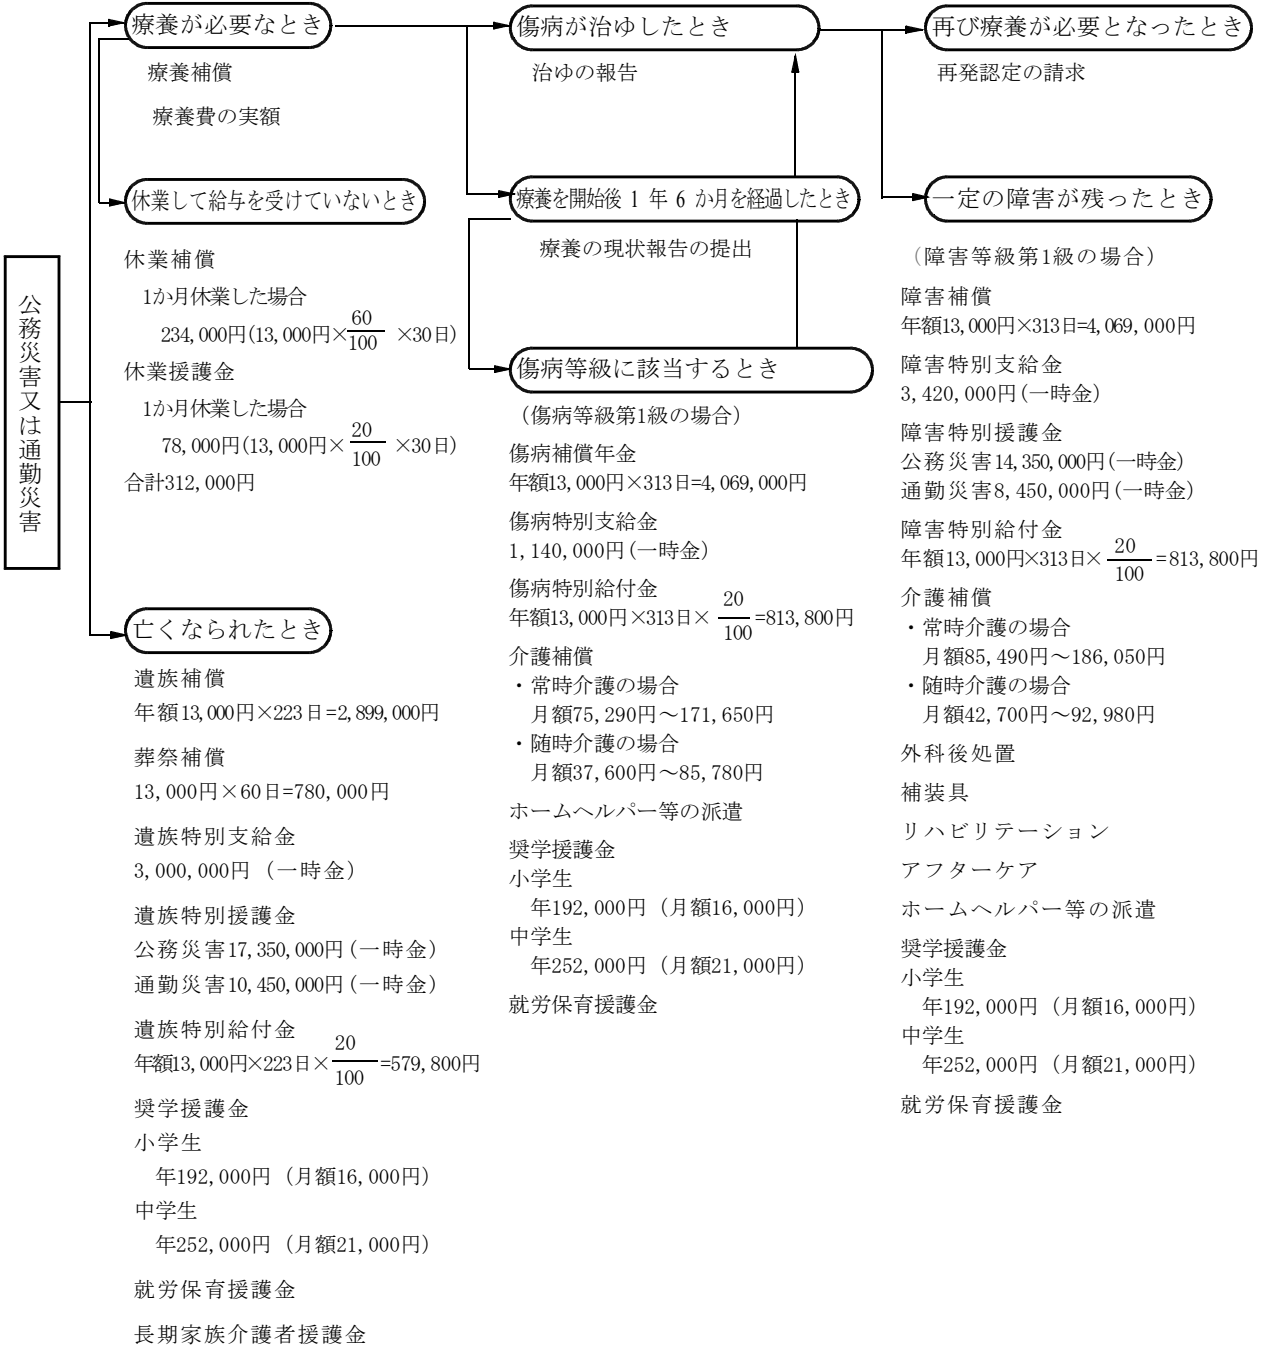 公務災害又は通勤災害
療養が必要なとき
療養補償
療養費の実額
休業して給与を受けていないとき
休業補償
1か月休業した場合
234,000円(13,000円×60/100 ×30日)
休業援護金
1か月休業した場合
78,000円(13,000円×20/100 ×30日)
合計312,000円
亡くなられたとき
遺族補償
年額13,000円×223日=2,899,000円
葬祭補償
13,000円×60日=780,000円
遺族特別支給金
3,000,000円 (一時金)
遺族特別援護金
公務災害17,350,000円(一時金)
通勤災害10,450,000円(一時金)
遺族特別給付金
年額13,000円×223日×20/100=579,800円
奨学援護金
小学生
年192,000円 (月額16,000円)
中学生
年252,000円 (月額21,000円)
就労保育援護金
長期家族介護者援護金
傷病が治ゆしたとき
治ゆの報告
療養を開始後 1 年 6 か月を経過したとき
療養の現状報告の提出
傷病等級に該当するとき
(傷病等級第1級の場合)
傷病補償年金
年額13,000円×313日=4,069,000円
傷病特別支給金
1,140,000円(一時金)
傷病特別給付金
年額13,000円×313日×20/100=813,800円
介護補償
・常時介護の場合
月額75,290円～171,650円
・随時介護の場合
月額37,600円～85,780円
ホームヘルパー等の派遣
奨学援護金
小学生
年192,000円 (月額16,000円)
中学生
年252,000円 (月額21,000円)
就労保育援護金
再び療養が必要となったとき
再発認定の請求
一定の障害が残ったとき
(障害等級第1級の場合)
障害補償
年額13,000円×313日=4,069,000円
障害特別支給金
3,420,000円(一時金)
障害特別援護金
公務災害14,350,000円(一時金)
通勤災害8,450,000円(一時金)
障害特別給付金
年額13,000円×313日×20/100=813,800円
介護補償
・常時介護の場合
月額85,490円～186,050円
・随時介護の場合
月額42,700円～92,980円
外科後処置
補装具
リハビリテーション
アフターケア
ホームヘルパー等の派遣
奨学援護金
小学生
年192,000円 (月額16,000円)
中学生
年252,000円 (月額21,000円)
就労保育援護金